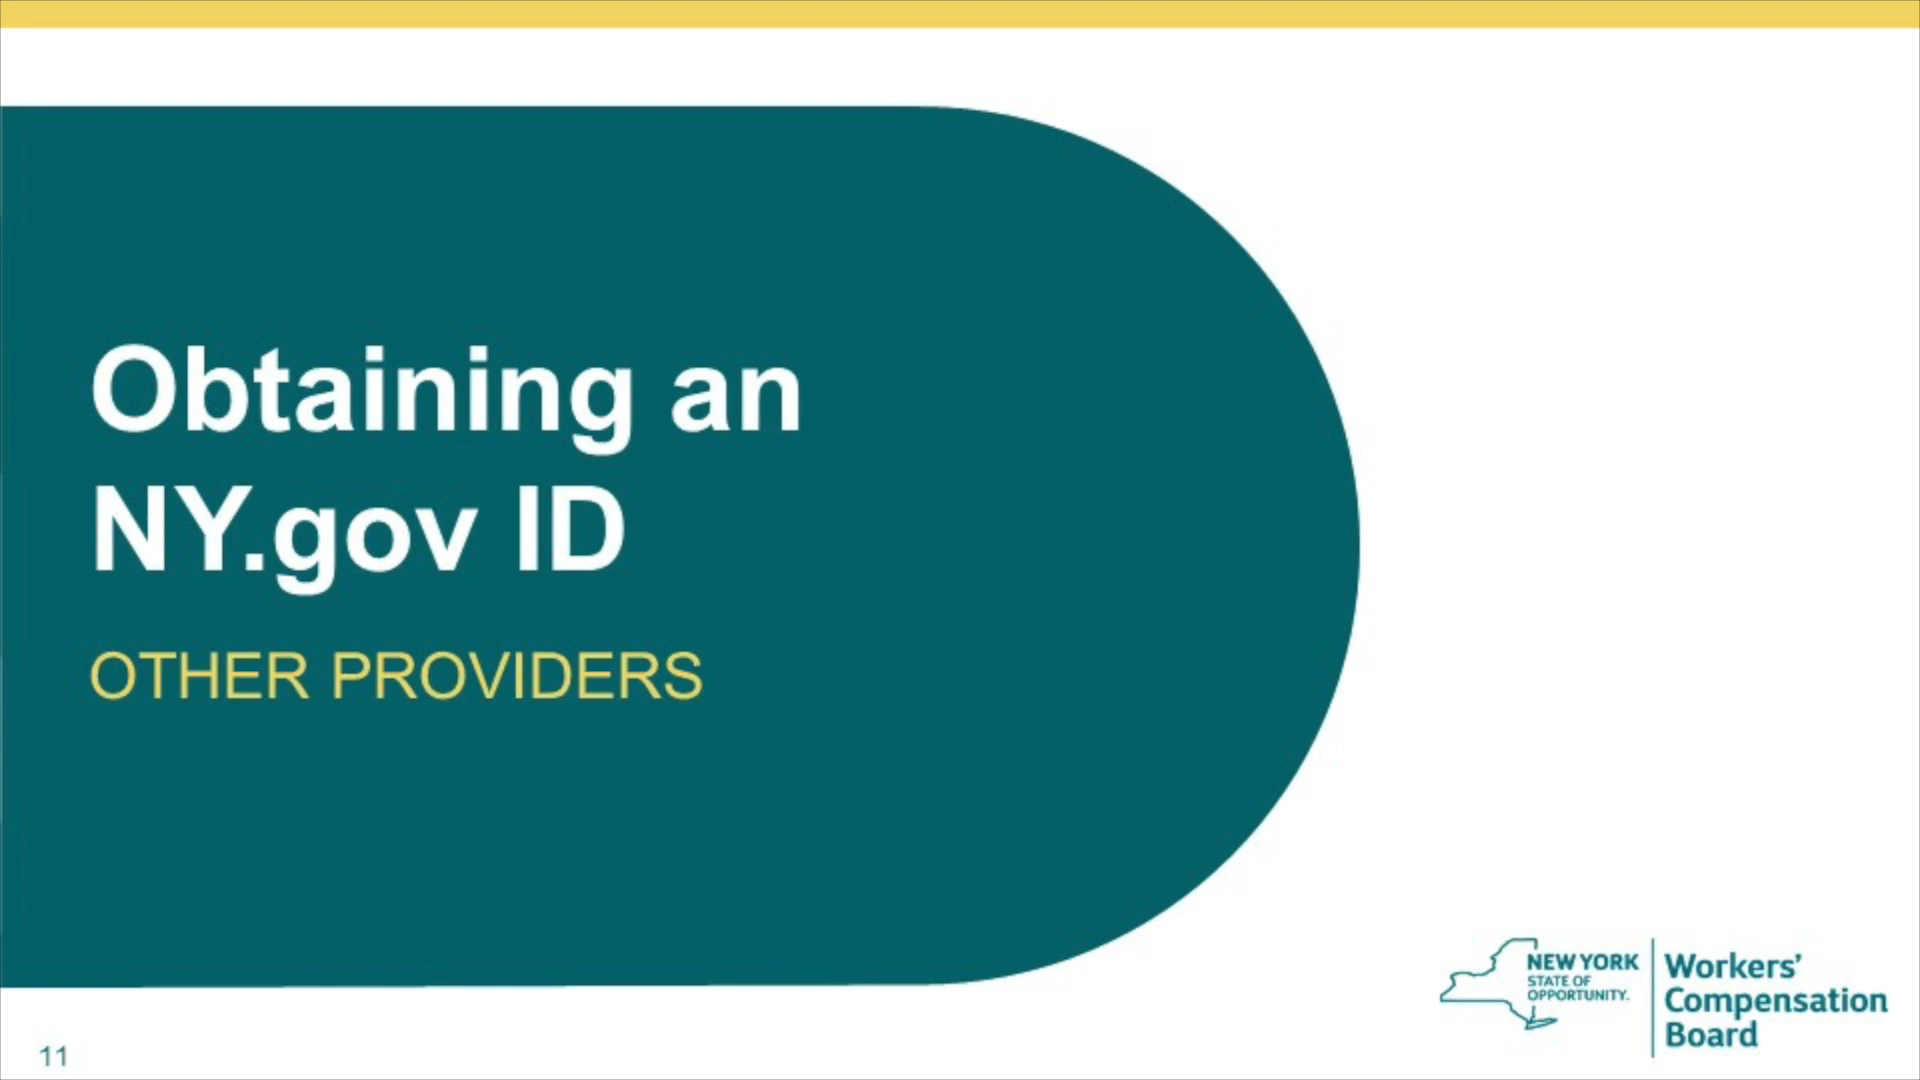 Obtaining an
NY.gov ID
OTHER PROVIDERS
NEW YORK
STATE OF
OPPORTUNITY.
Workers’
Compensation
Board
11